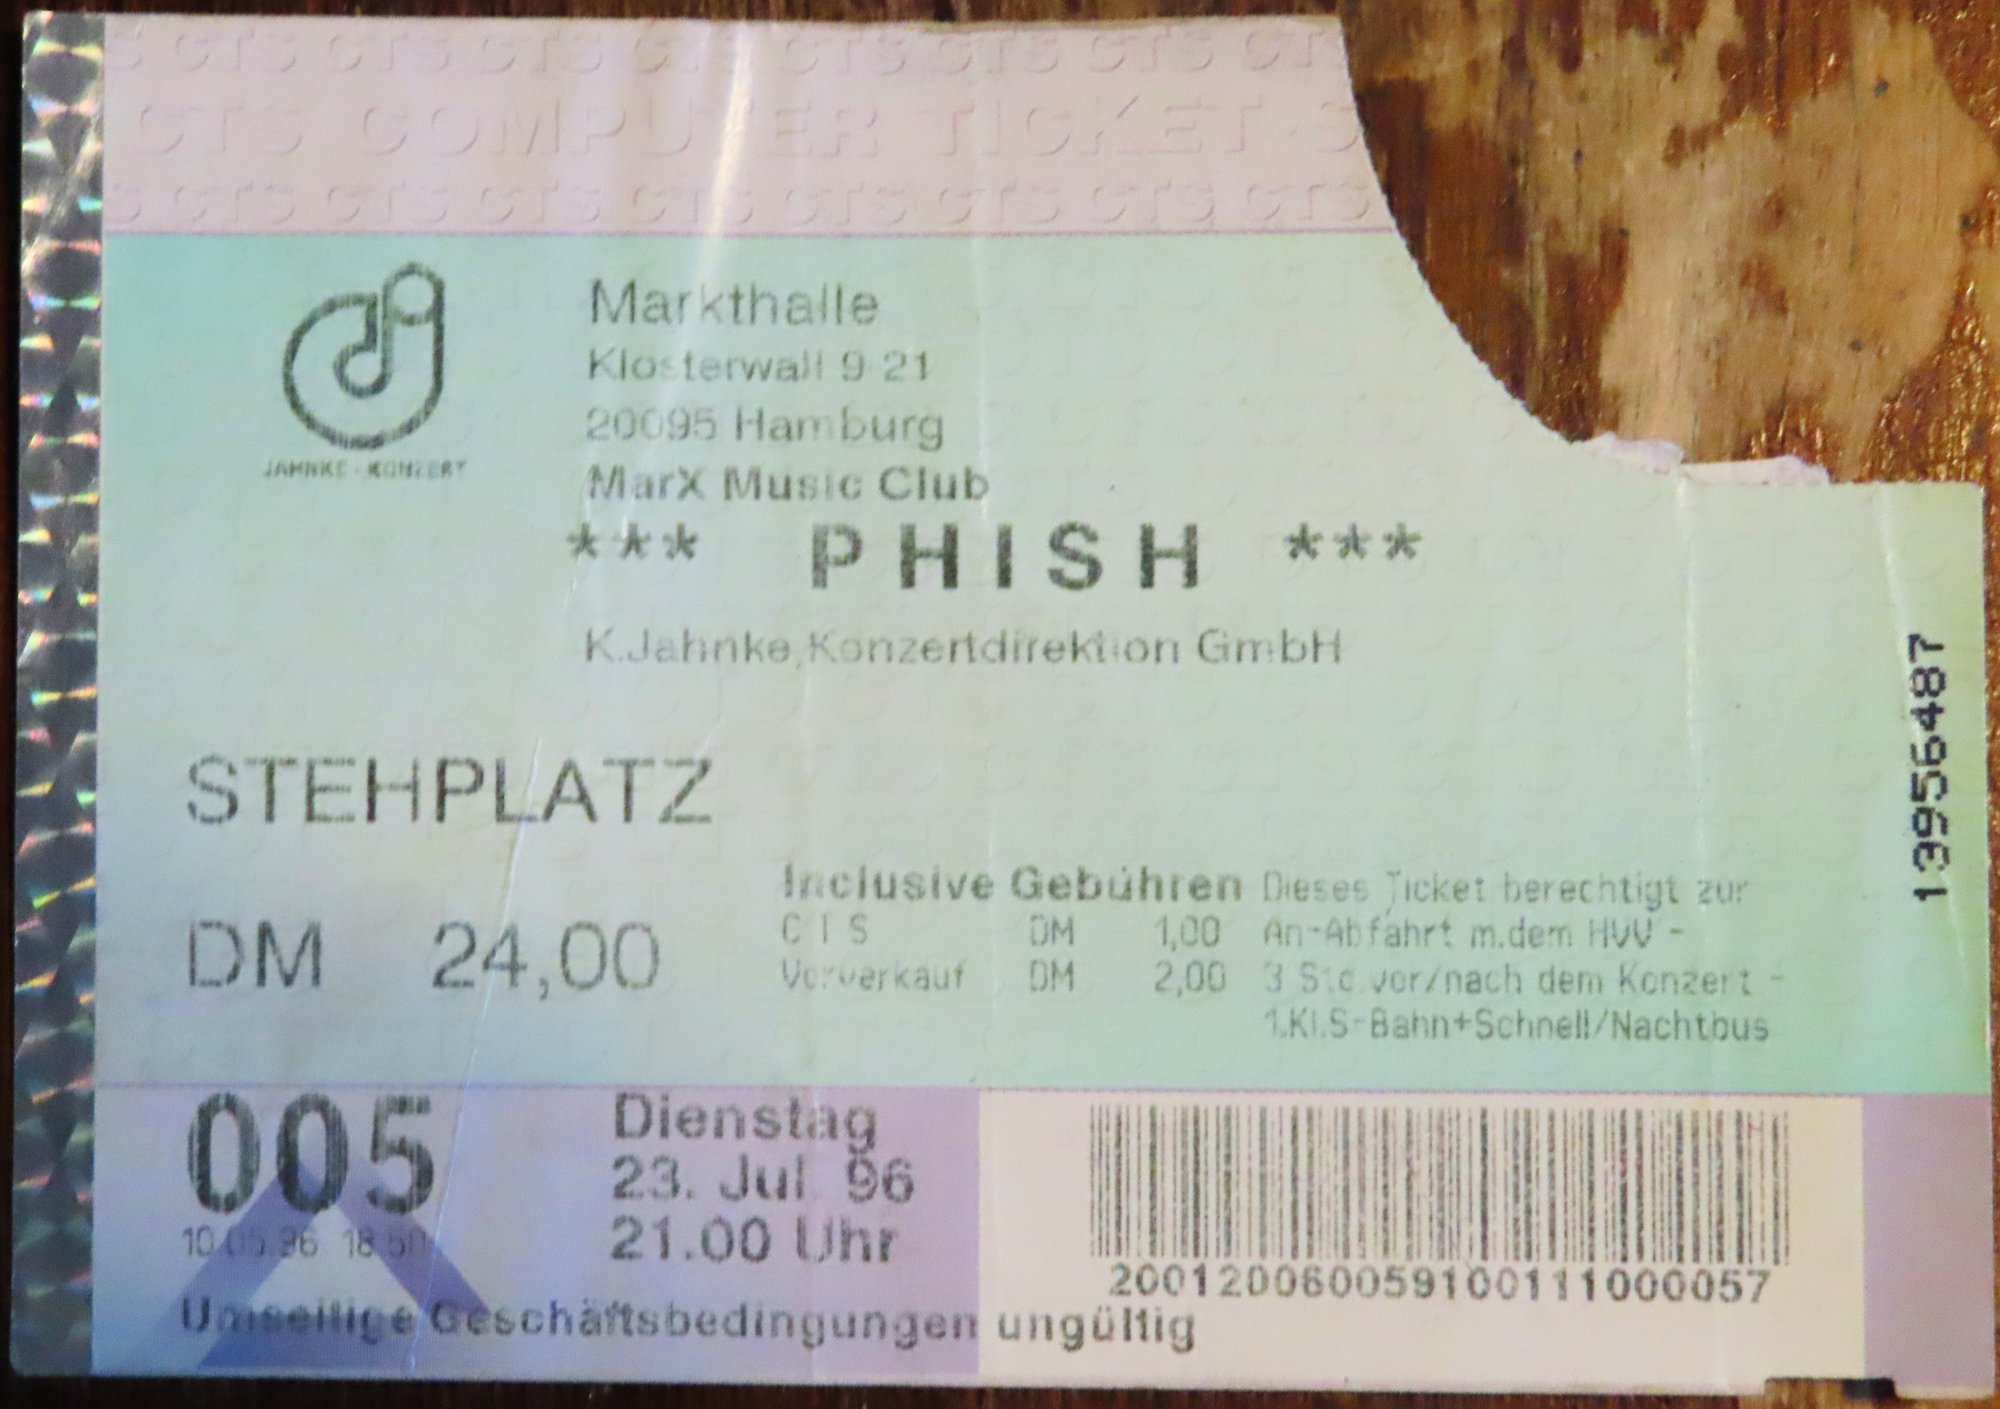 CTS CTS CTS CTS CTS CTS CTS CTS
CTS COMPUTER TICKET S
CTS CTS CTS CTS CTS CTS CTS CTS
JAHNKE - KONZERT
Markthalle
Klosterwall 9-21
20095 Hamburg
MarX Music Club
*** PHISH ***
K.Jahnke,Konzertdirektion GmbH
STEHPLATZ
DM 24,00
Inclusive Gebühren
CTS DM 1,00
Vorverkauf DM 2,00
Dieses Ticket berechtigt zur
An-Abfahrt m.dem HVV -
3 Std.vor/nach dem Konzert -
1.Kl.S-Bahn+Schnell/Nachtbus
13956487
005
10.05.96 18:50
Dienstag
23. Jul. 96
21.00 Uhr
200120060059100111000057
Umseitige Geschäftsbedingungen ungültig